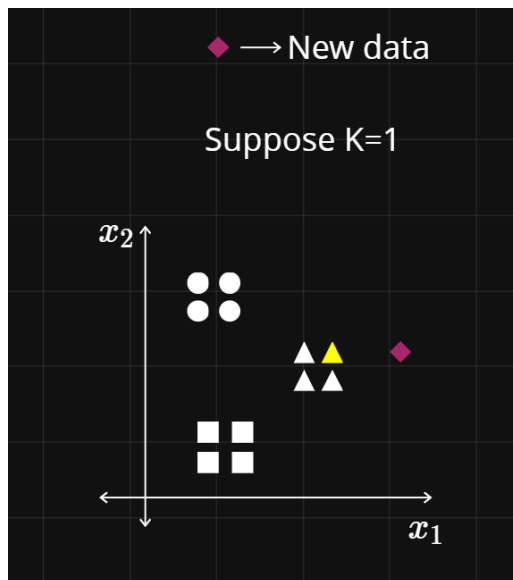 New data
Suppose K=1
x₂
x₁